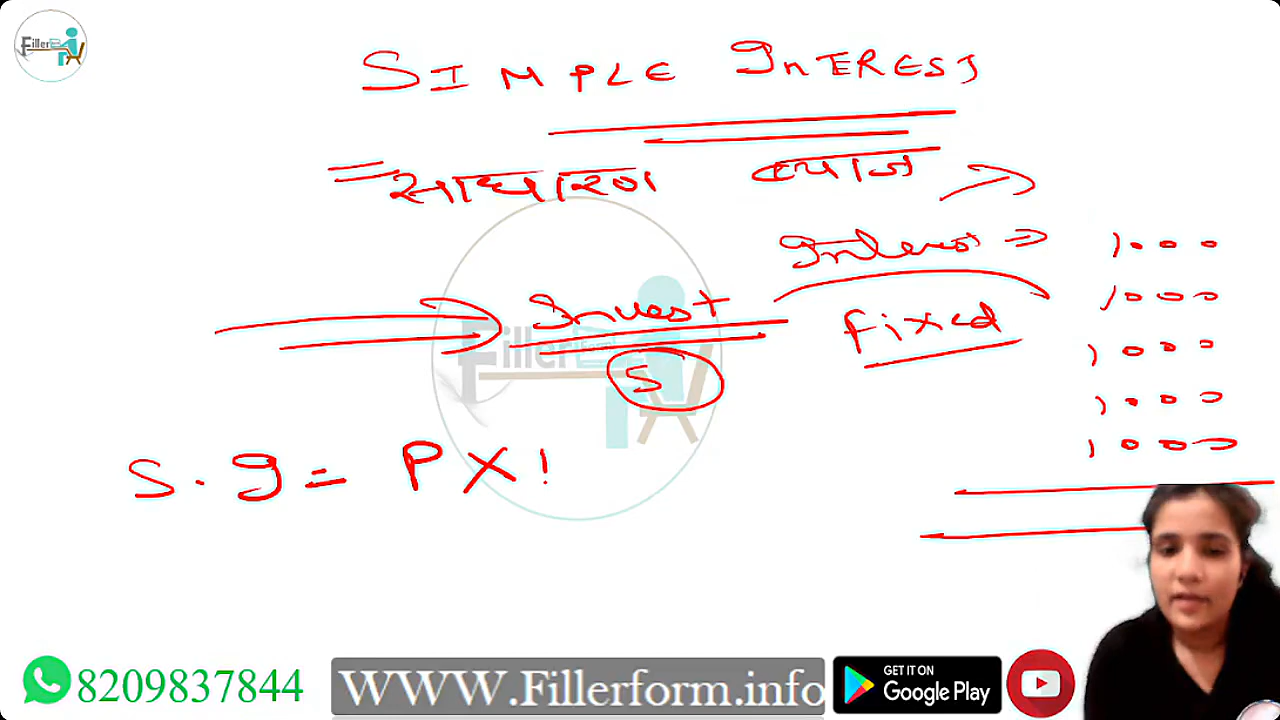 Fillerform
SIMPLE INTEREST
= साधारण ब्याज
Interest ⇒ 1000
Invest fixed 1000
5 1000
1000
1000
S.I = P X
8209837844
WWW.Fillerform.info
GET IT ON
Google Play